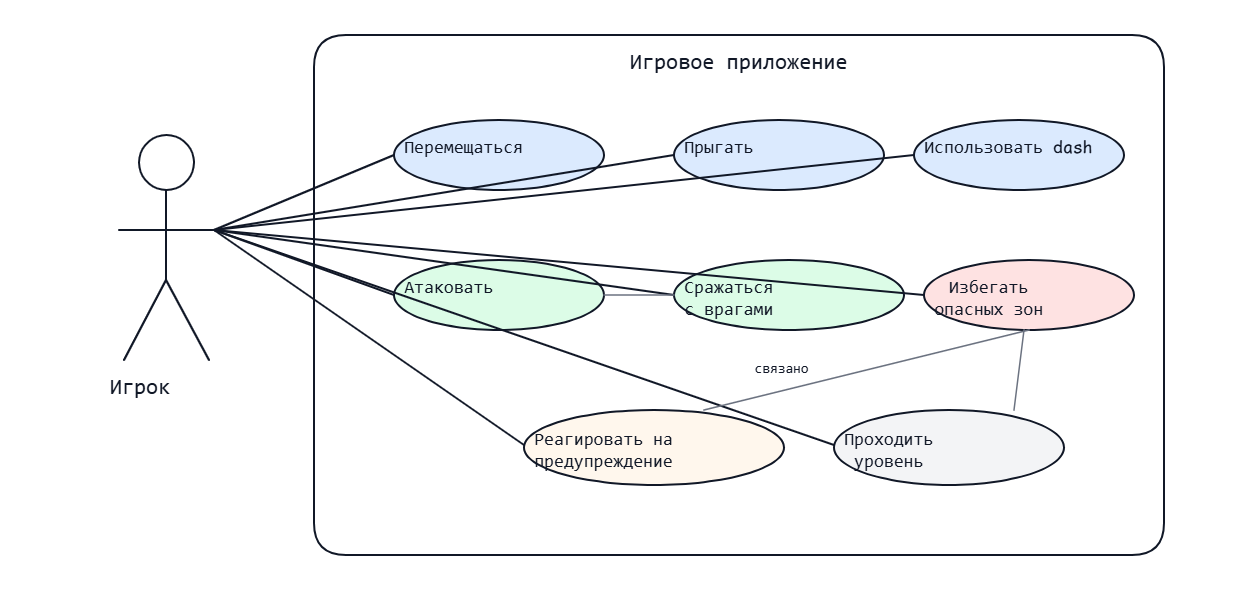 Игровое приложение
Перемещаться
Прыгать
Использовать dash
Атаковать
Сражаться
с врагами
Избегать
опасных зон
связано
Игрок
Реагировать на
предупреждение
Проходить
уровень